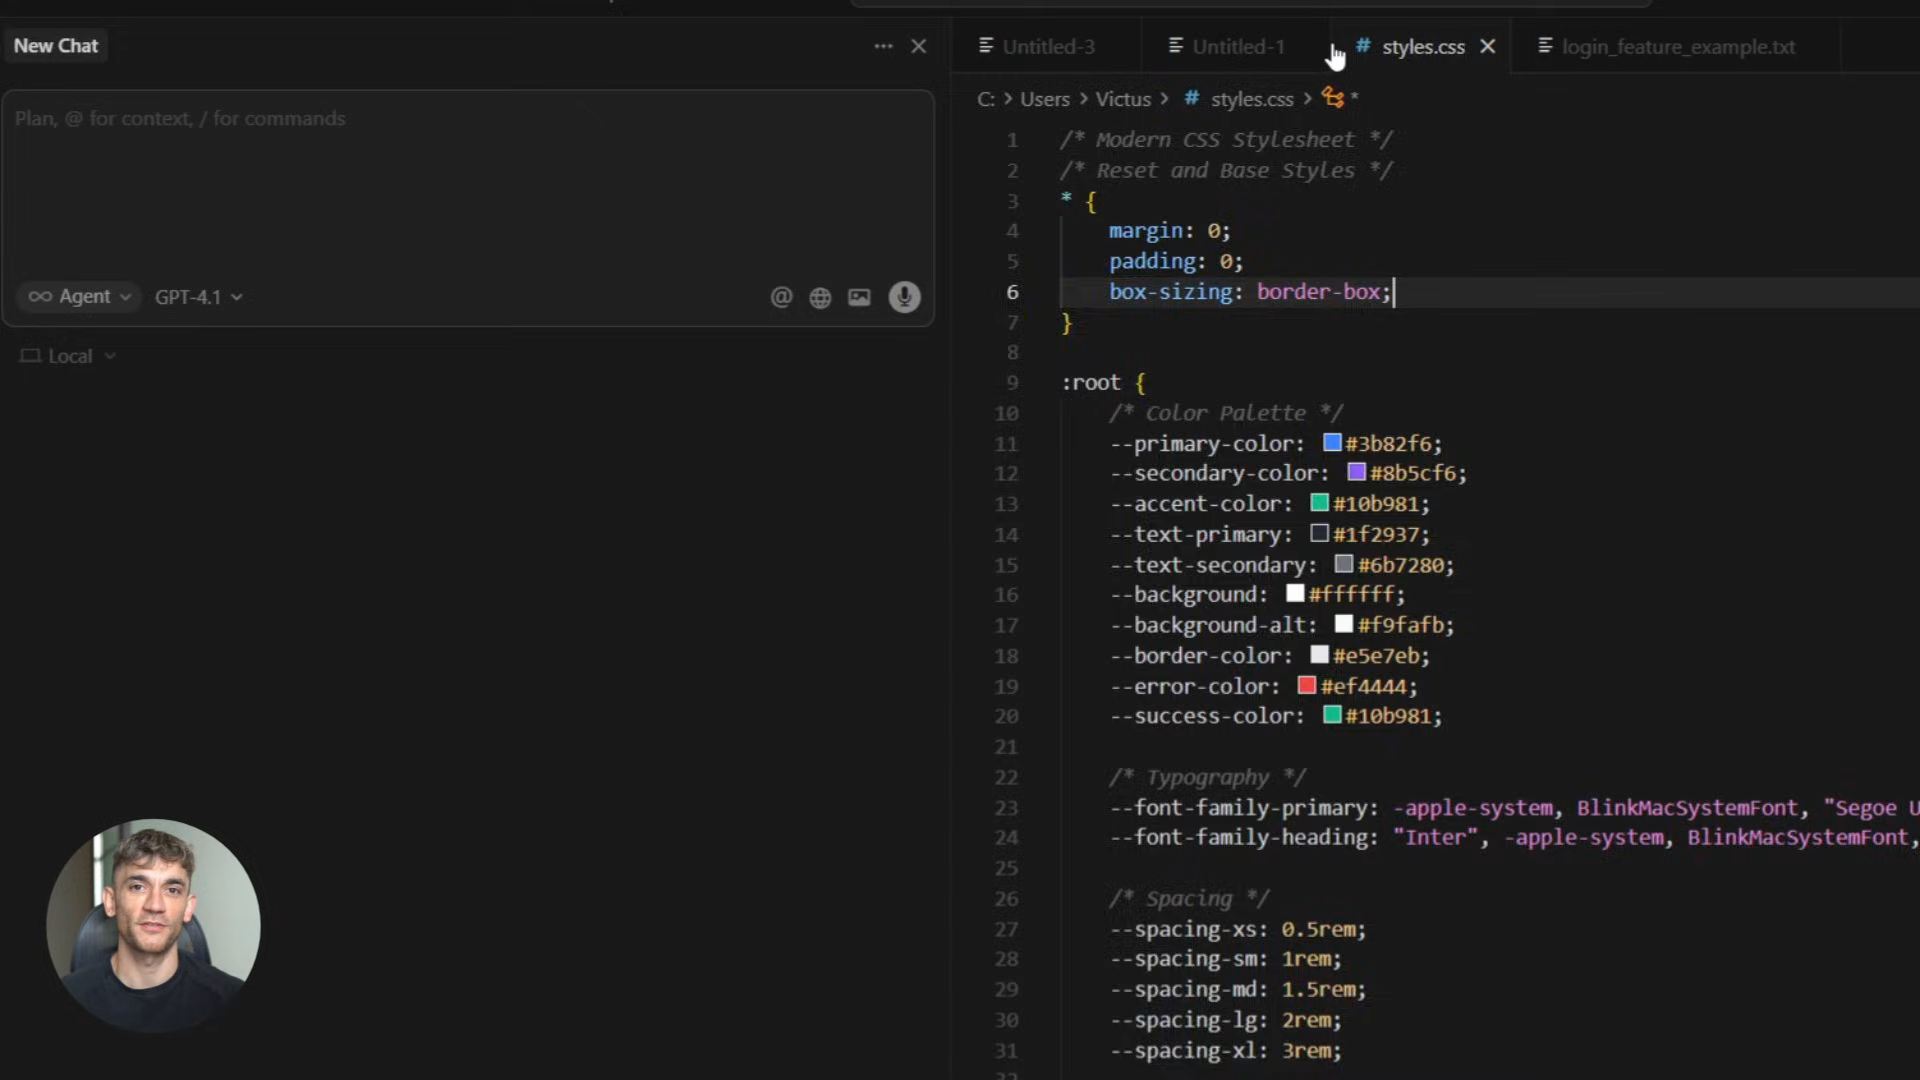 New Chat
Plan, @ for context, / for commands
Agent
GPT-4.1
Local
Untitled-3
Untitled-1
# styles.css
login_feature_example.txt
C: > Users > Victus > # styles.css > *
1 /* Modern CSS Stylesheet */
2 /* Reset and Base Styles */
3 * {
4 margin: 0;
5 padding: 0;
6 box-sizing: border-box;
7 }
8
9 :root {
10 /* Color Palette */
11 --primary-color: #3b82f6;
12 --secondary-color: #8b5cf6;
13 --accent-color: #10b981;
14 --text-primary: #1f2937;
15 --text-secondary: #6b7280;
16 --background: #ffffff;
17 --background-alt: #f9fafb;
18 --border-color: #e5e7eb;
19 --error-color: #ef4444;
20 --success-color: #10b981;
21
22 /* Typography */
23 --font-family-primary: -apple-system, BlinkMacSystemFont, "Segoe U
24 --font-family-heading: "Inter", -apple-system, BlinkMacSystemFont,
25
26 /* Spacing */
27 --spacing-xs: 0.5rem;
28 --spacing-sm: 1rem;
29 --spacing-md: 1.5rem;
30 --spacing-lg: 2rem;
31 --spacing-xl: 3rem;